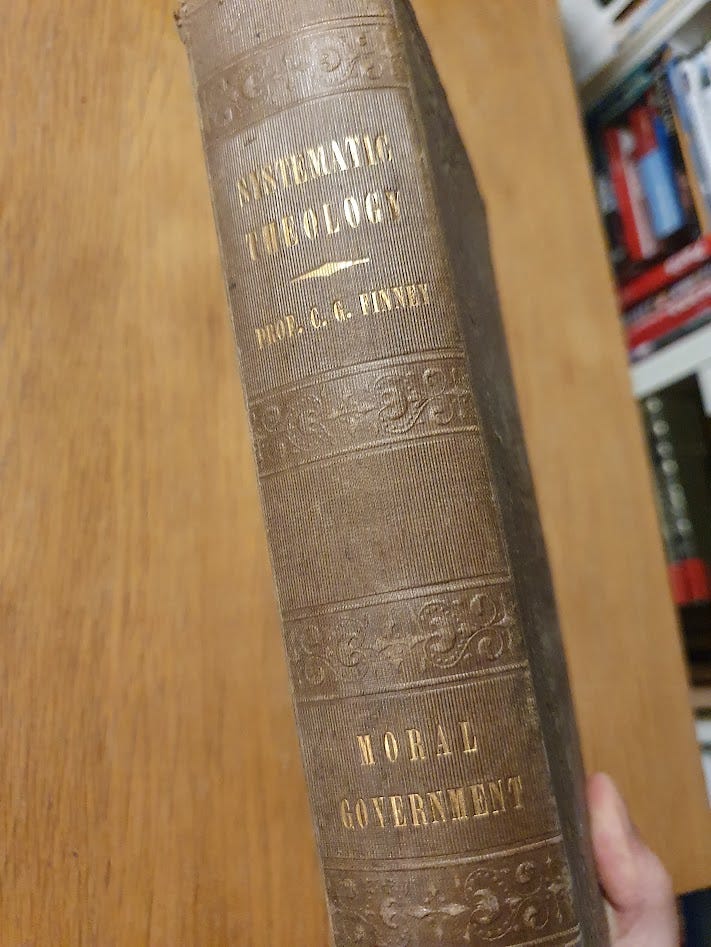 SYSTEMATIC
THEOLOGY
PROF. C. G. FINNEY
MORAL
GOVERNMENT